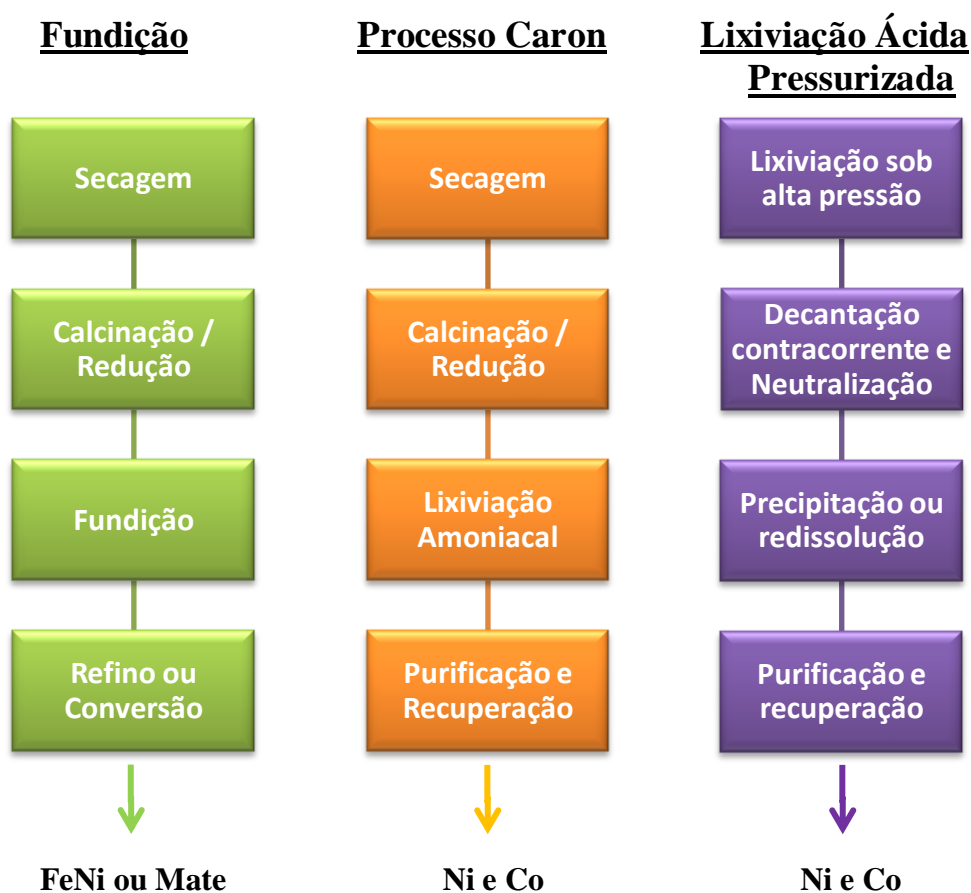 Fundição
Secagem
Calcinação /
Redução
Fundição
Refino ou
Conversão
FeNi ou Mate
Processo Caron
Secagem
Calcinação /
Redução
Lixiviação
Amoniacal
Purificação e
Recuperação
Ni e Co
Lixiviação Ácida
Pressurizada
Lixiviação sob
alta pressão
Decantação
contracorrente e
Neutralização
Precipitação ou
redissolução
Purificação e
recuperação
Ni e Co